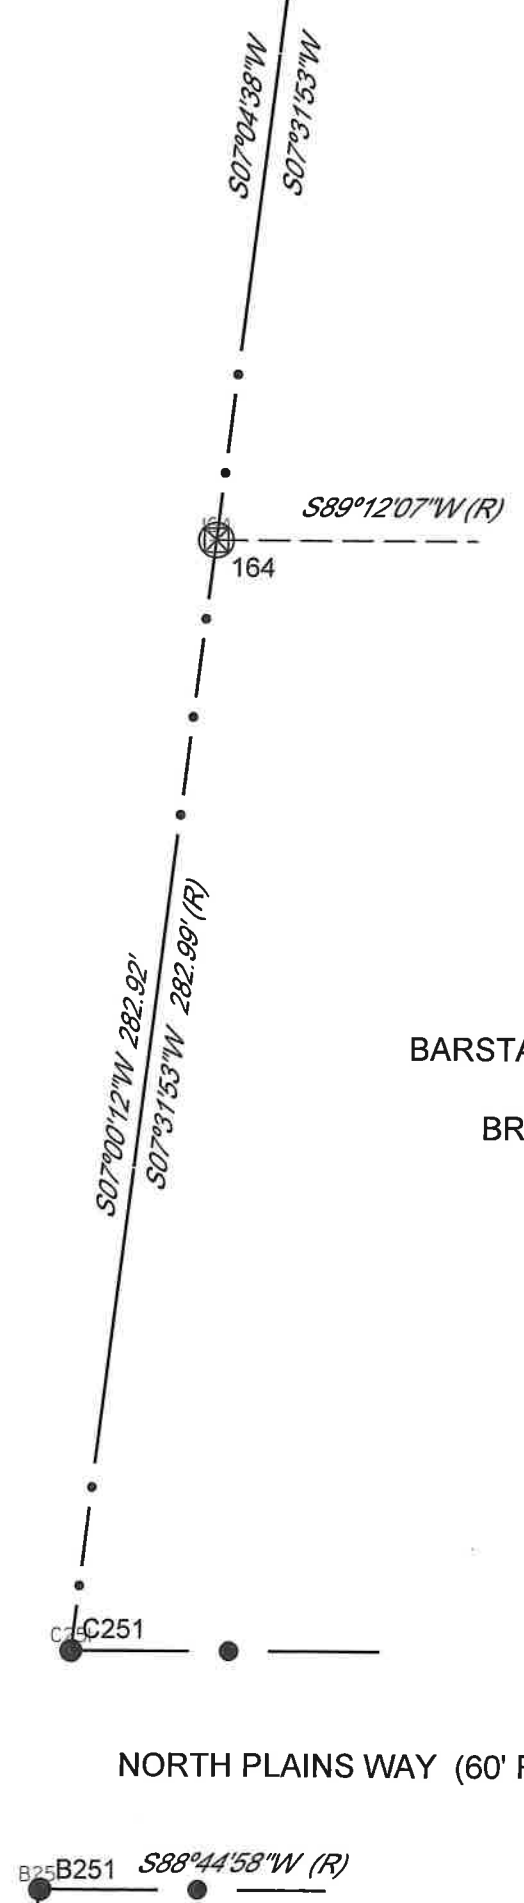 S07°04'38"W
S07°31'53"W
S89°12'07"W (R)
164
S07°00'12"W 282.92'
S07°31'53"W 282.99' (R)
BARSTA
BR
C251
NORTH PLAINS WAY (60'
B251
S88°44'58"W (R)